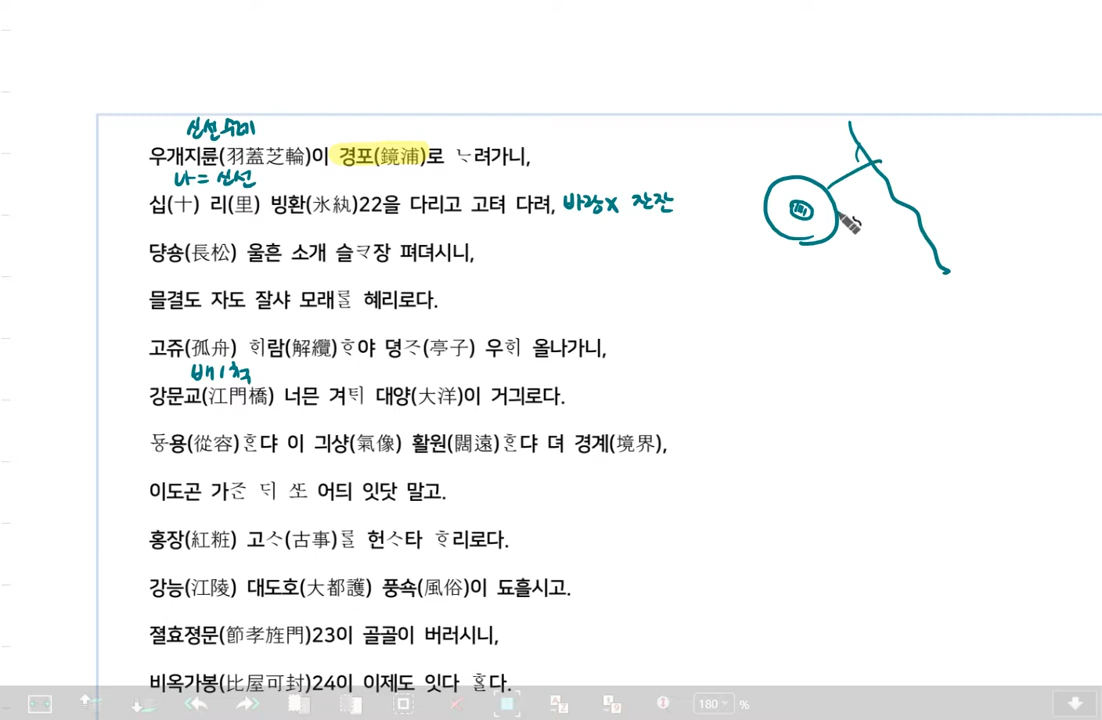 신선 수레
우개지륜(羽蓋芝輪)이 경포(鏡浦)로 ᄂᆞ려가니,
나 = 신선
십(十) 리(里) 빙환(氷紈)22을 다리고 고텨 다려, 바람x 잔잔
댱숑(長松) 울흔 소개 슬ᄏᆞ장 펴뎌시니,
믈결도 자도 잘샤 모래ᄅᆞᆯ 혜리로다.
고쥬(孤舟) ᄒᆡ람(解纜)ᄒᆞ야 뎡ᄌᆞ(亭子) 우ᄒᆡ 올나가니,
배 1척
강문교(江門橋) 너믄 겨ᄐᆡ 대양(大洋)이 거긔로다.
둉용(從容)ᄒᆞᆫ댜 이 긔샹(氣像) 활원(闊遠)ᄒᆞᆫ댜 뎌 경계(境界),
이도곤 가ᄌᆞᆫ ᄃᆡ ᄯᅩ 어듸 잇닷 말고.
홍장(紅粧) 고ᄉᆞ(古事)ᄅᆞᆯ 헌ᄉᆞ타 ᄒᆞ리로다.
강능(江陵) 대도호(大都護) 풍쇽(風俗)이 됴흘시고.
졀효졍문(節孝旌門)23이 골골이 버러시니,
비옥가봉(比屋可封)24이 이제도 잇다 ᄒᆞᆯ다.
180 %